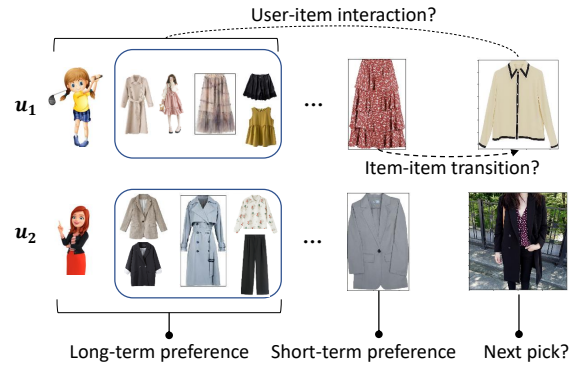 User-item interaction?
u1
...
Item-item transition?
u2
...
Long-term preference
Short-term preference
Next pick?